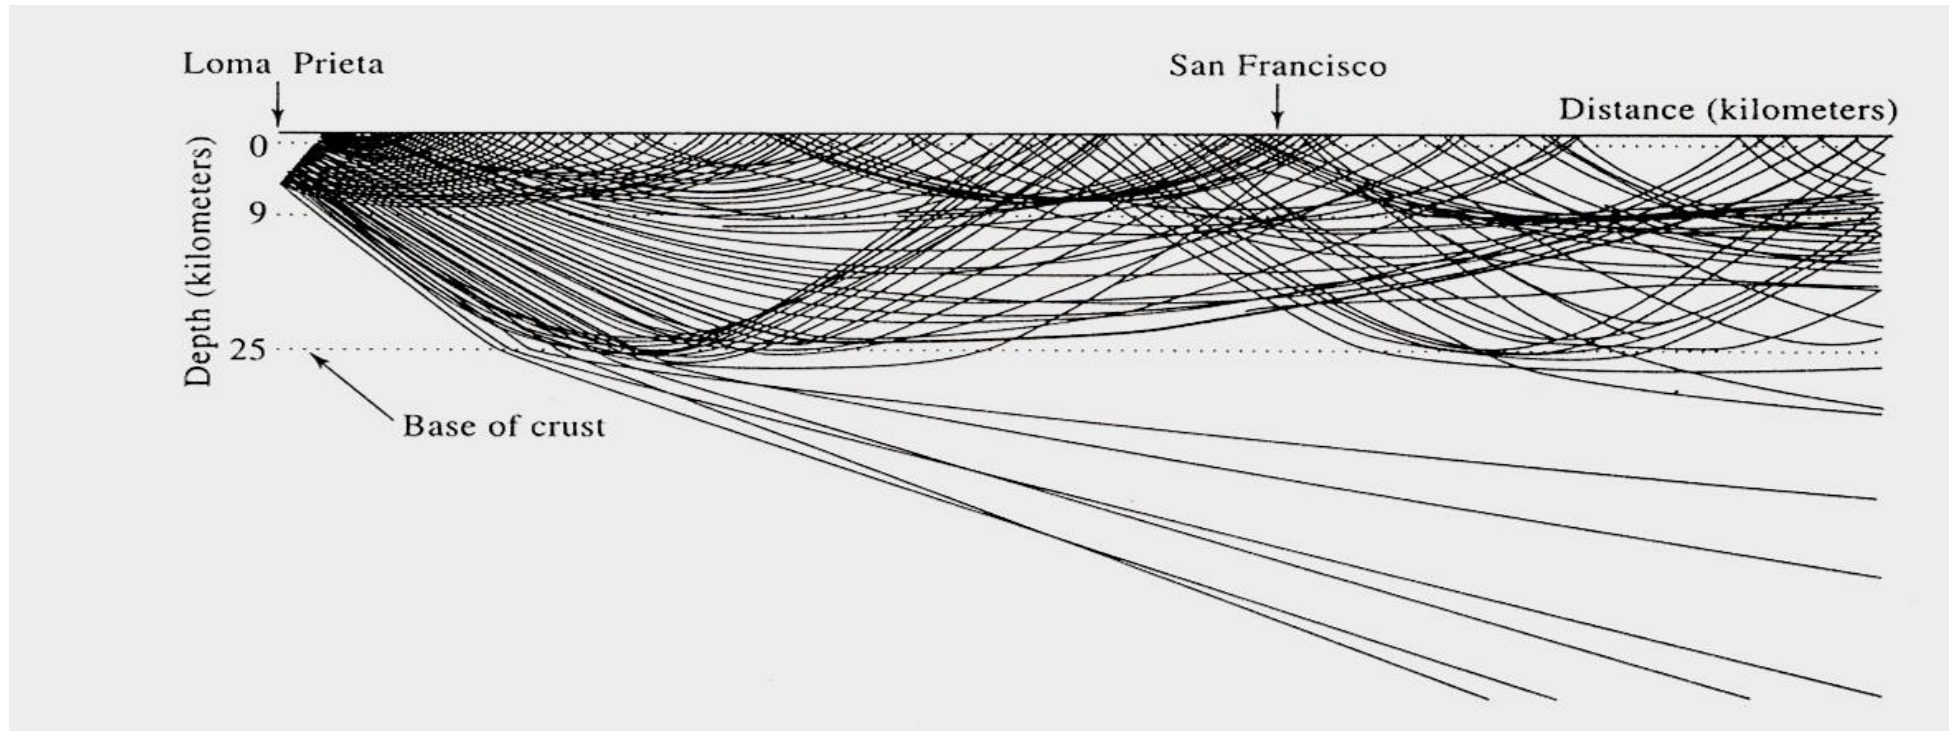 Loma Prieta
San Francisco
Distance (kilometers)
0
9
Depth (kilometers)
25
Base of crust